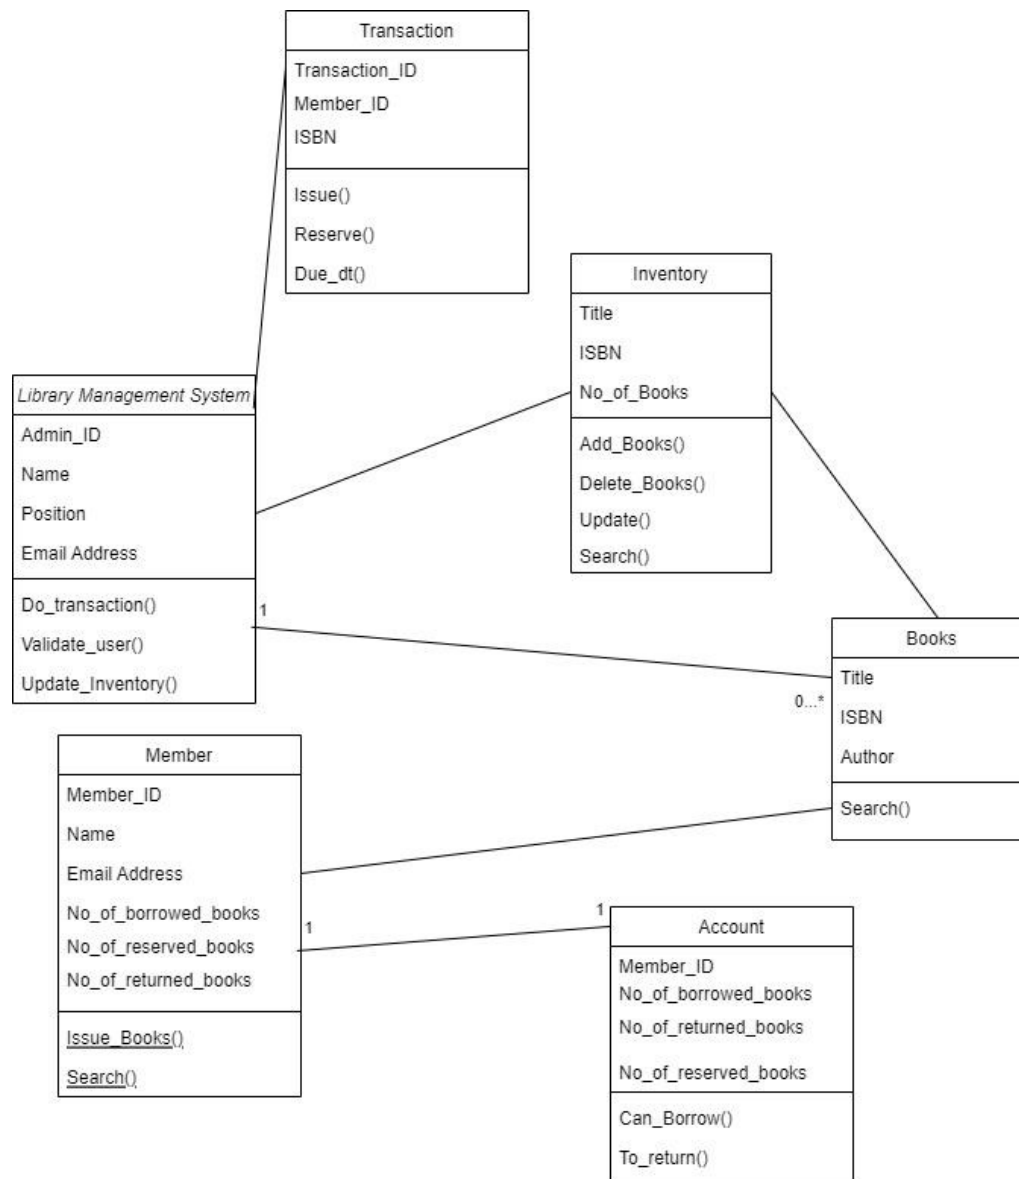 Transaction
Transaction_ID
Member_ID
ISBN
Issue()
Reserve()
Due_dt()
Inventory
Title
ISBN
No_of_Books
Add_Books()
Delete_Books()
Update()
Search()
Library Management System
Admin_ID
Name
Position
Email Address
Do_transaction()
Validate_user()
Update_Inventory()
1
0...*
Books
Title
ISBN
Author
Search()
Member
Member_ID
Name
Email Address
No_of_borrowed_books
No_of_reserved_books
No_of_returned_books
Issue_Books()
Search()
1
1
Account
Member_ID
No_of_borrowed_books
No_of_returned_books
No_of_reserved_books
Can_Borrow()
To_return()